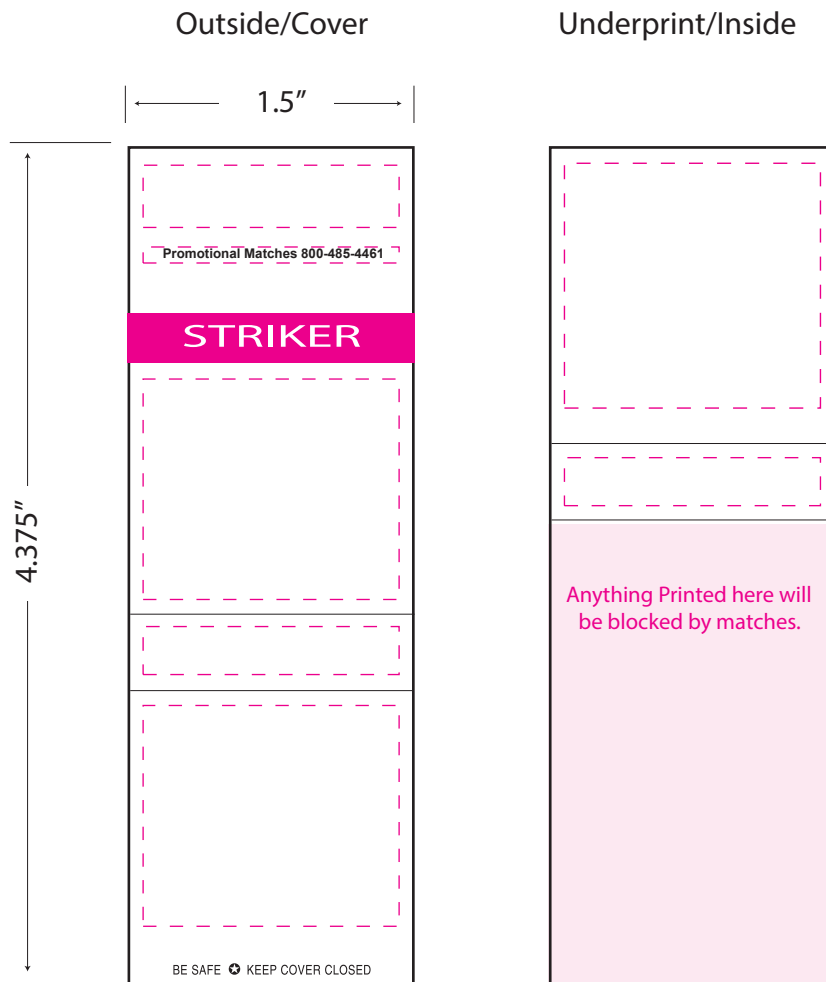 Outside/Cover
Underprint/Inside
1.5”
4.375”
Promotional Matches 800-485-4461
STRIKER
Anything Printed here will
be blocked by matches.
BE SAFE ✪ KEEP COVER CLOSED